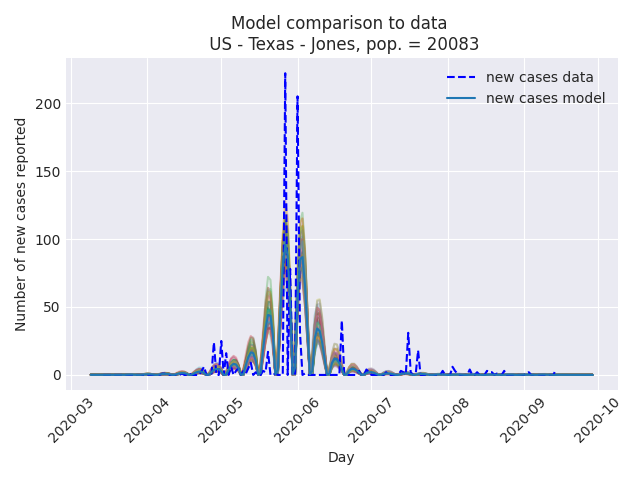 Model comparison to data
US - Texas - Jones, pop. = 20083
new cases data
new cases model
Number of new cases reported
200
150
100
50
0
2020-03
2020-04
2020-05
2020-06
2020-07
2020-08
2020-09
2020-10
Day